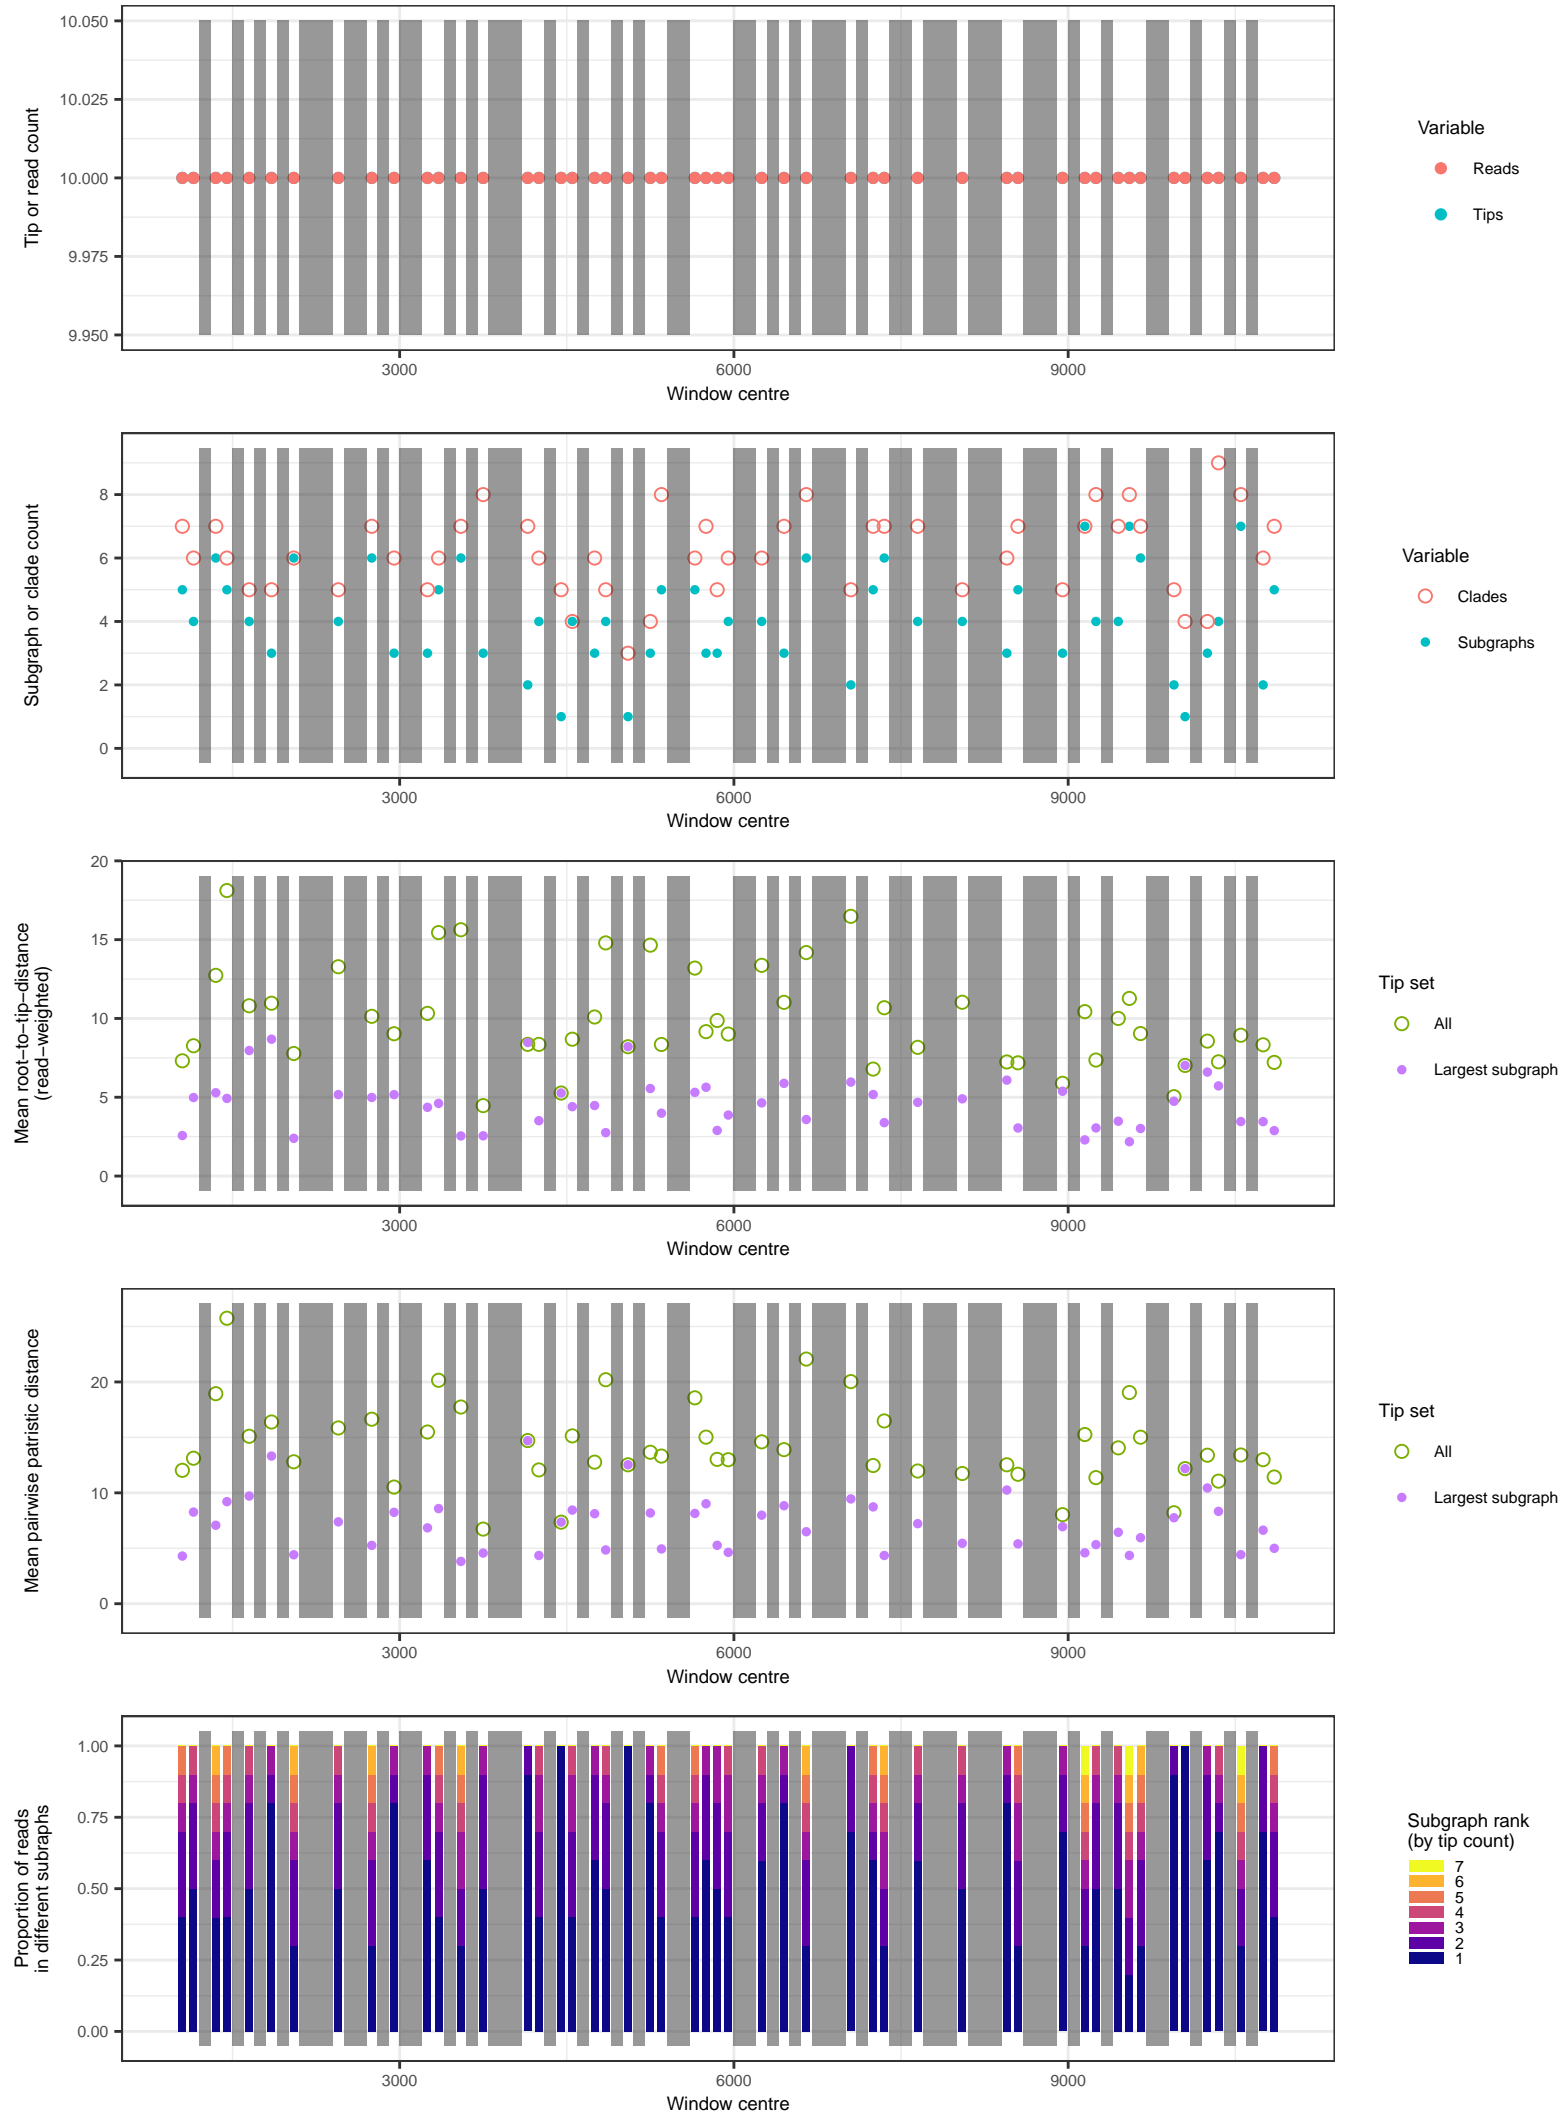 10.050
10.025
10.000
9.975
9.950
Tip or read count
3000
6000
9000
Window centre
Variable
Reads
Tips
8
6
4
2
0
Subgraph or clade count
3000
6000
9000
Window centre
Variable
Clades
Subgraphs
20
15
10
5
0
Mean root−to−tip−distance
(read−weighted)
3000
6000
9000
Window centre
Tip set
All
Largest subgraph
20
10
0
Mean pairwise patristic distance
3000
6000
9000
Window centre
Tip set
All
Largest subgraph
1.00
0.75
0.50
0.25
0.00
Proportion of reads
in different subraphs
3000
6000
9000
Window centre
Subgraph rank
(by tip count)
7
6
5
4
3
2
1